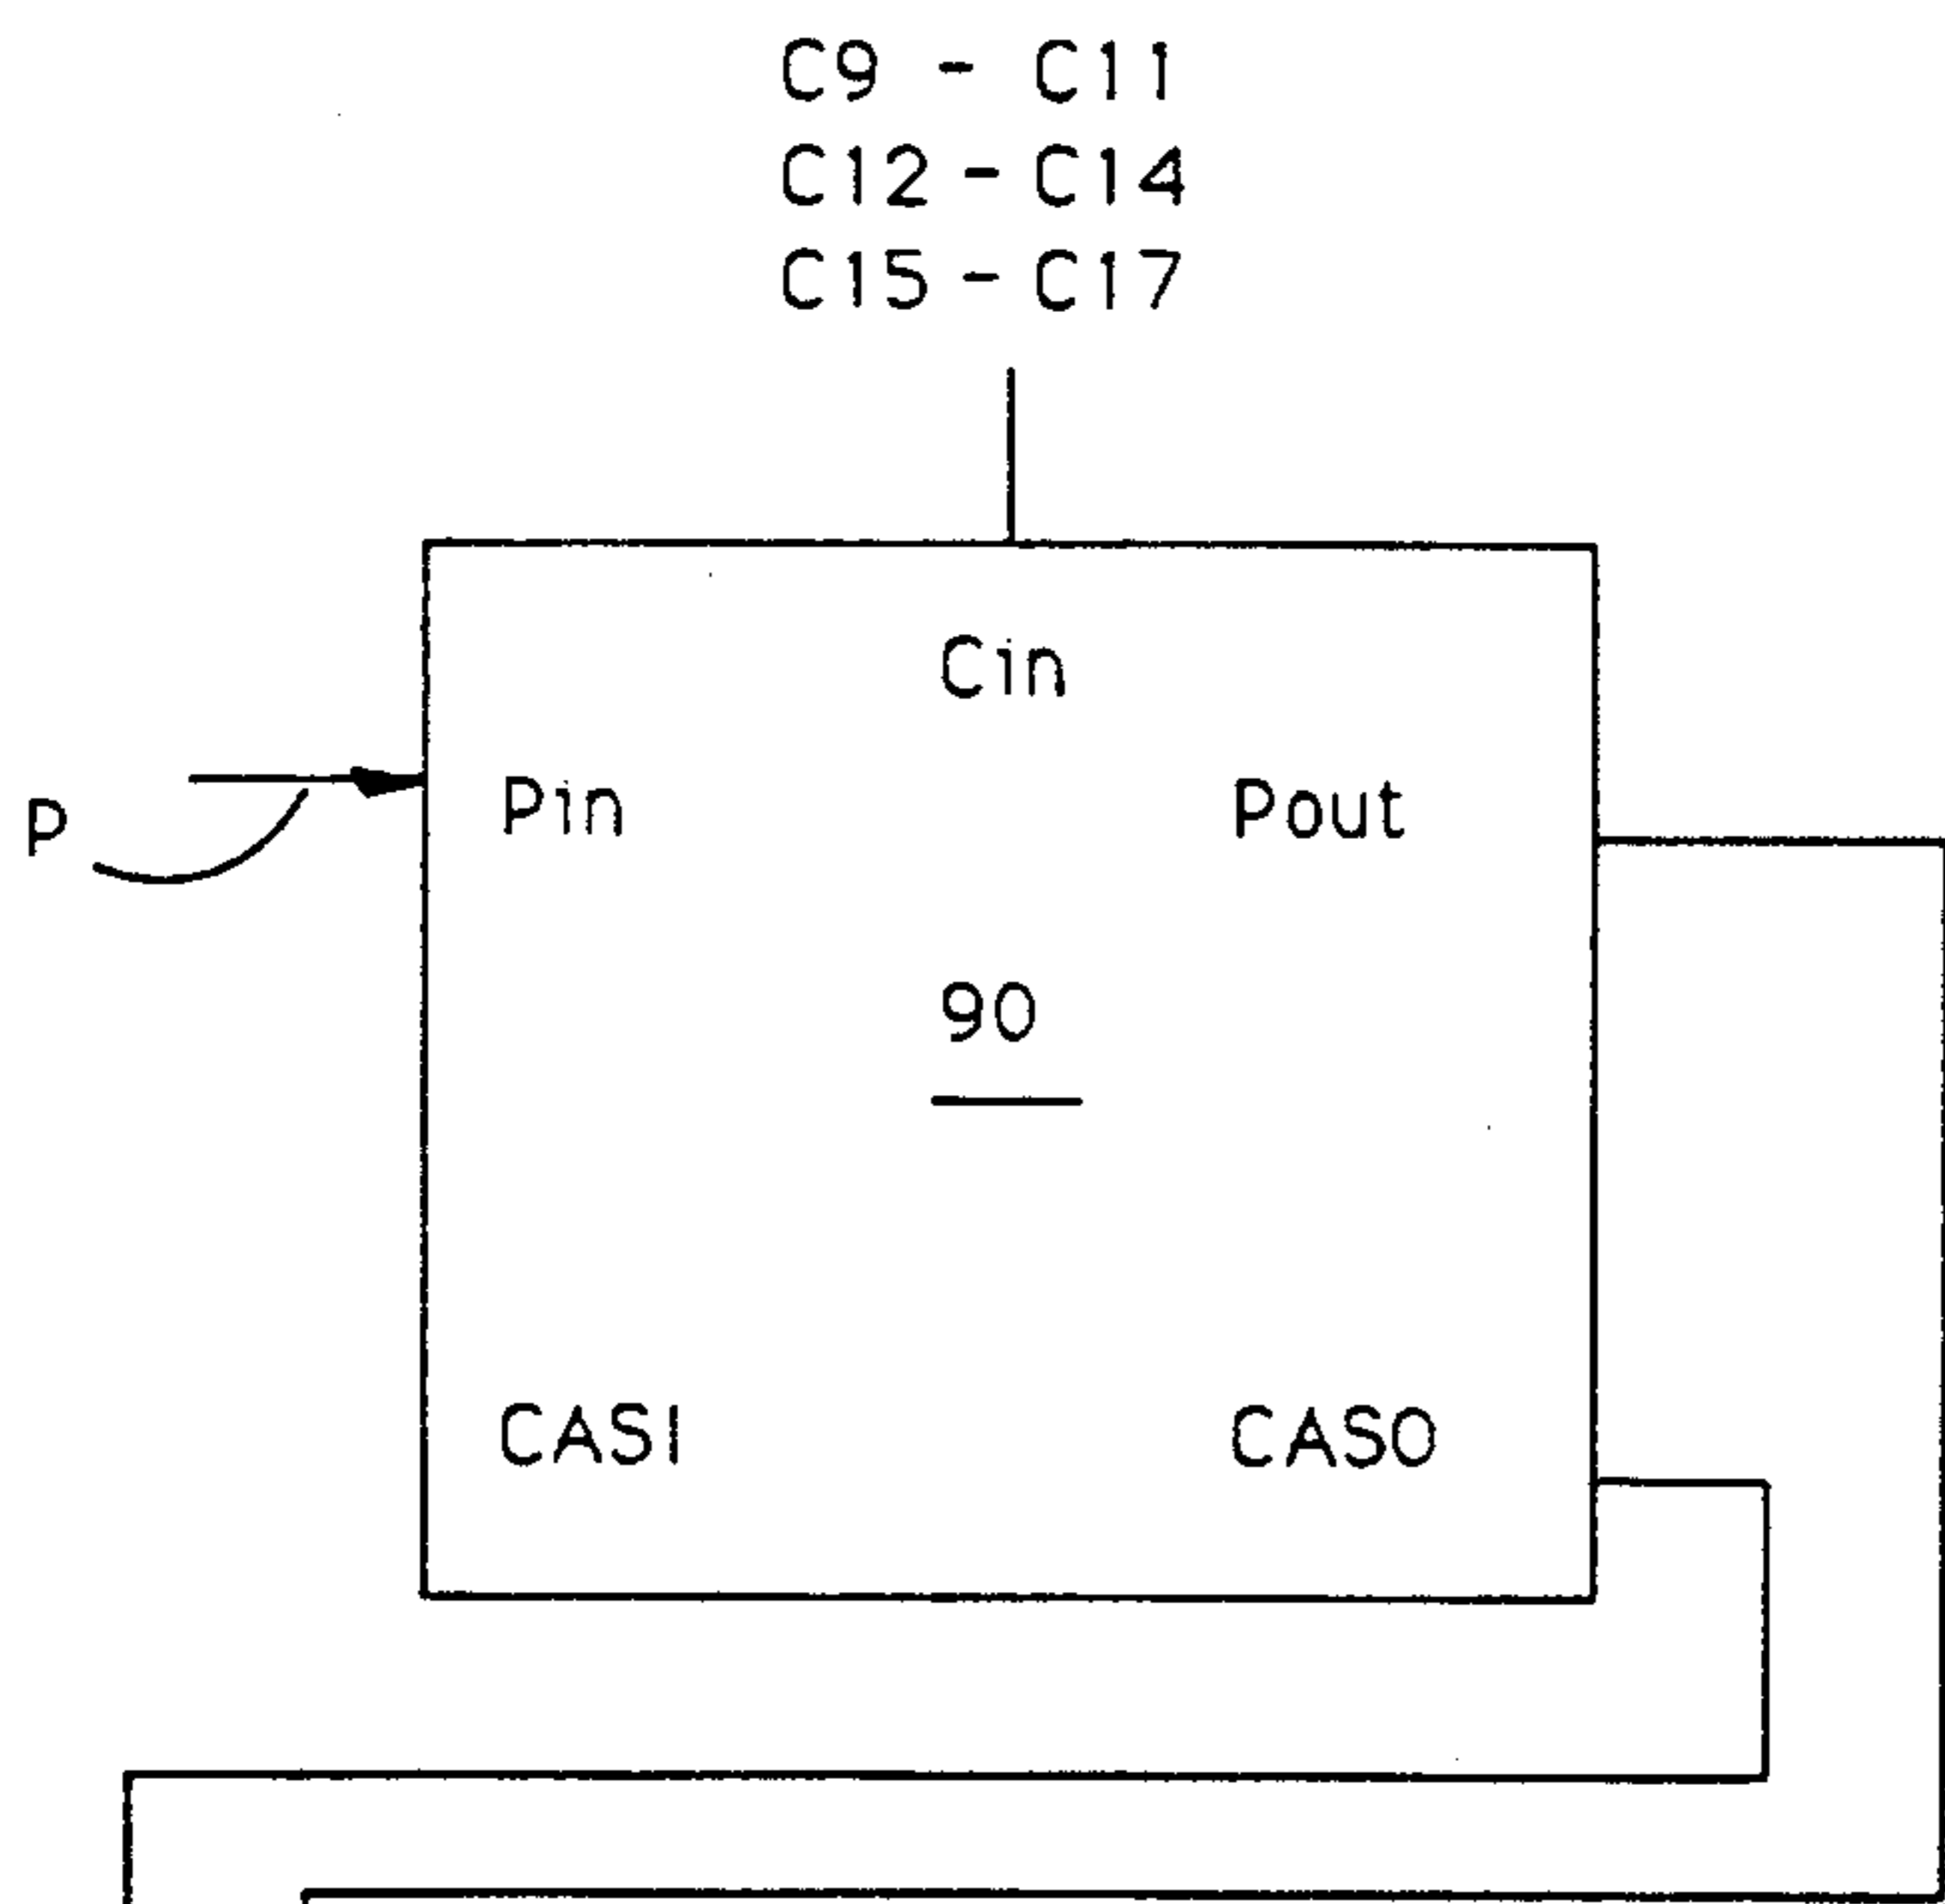 C9 - C11
C12 - C14
C15 - C17
Cin
Pin
Pout
P
90
CASI
CASO